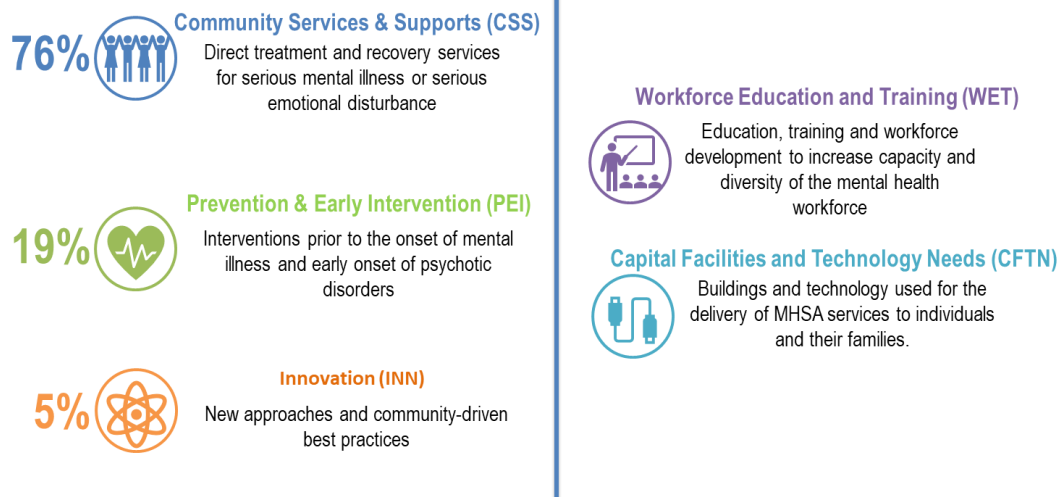 Community Services & Supports (CSS)
76%
Direct treatment and recovery services
for serious mental illness or serious
emotional disturbance
Prevention & Early Intervention (PEI)
19%
Interventions prior to the onset of mental
illness and early onset of psychotic
disorders
Innovation (INN)
5%
New approaches and community-driven
best practices
Workforce Education and Training (WET)
Education, training and workforce
development to increase capacity and
diversity of the mental health
workforce
Capital Facilities and Technology Needs (CFTN)
Buildings and technology used for the
delivery of MHSA services to individuals
and their families.